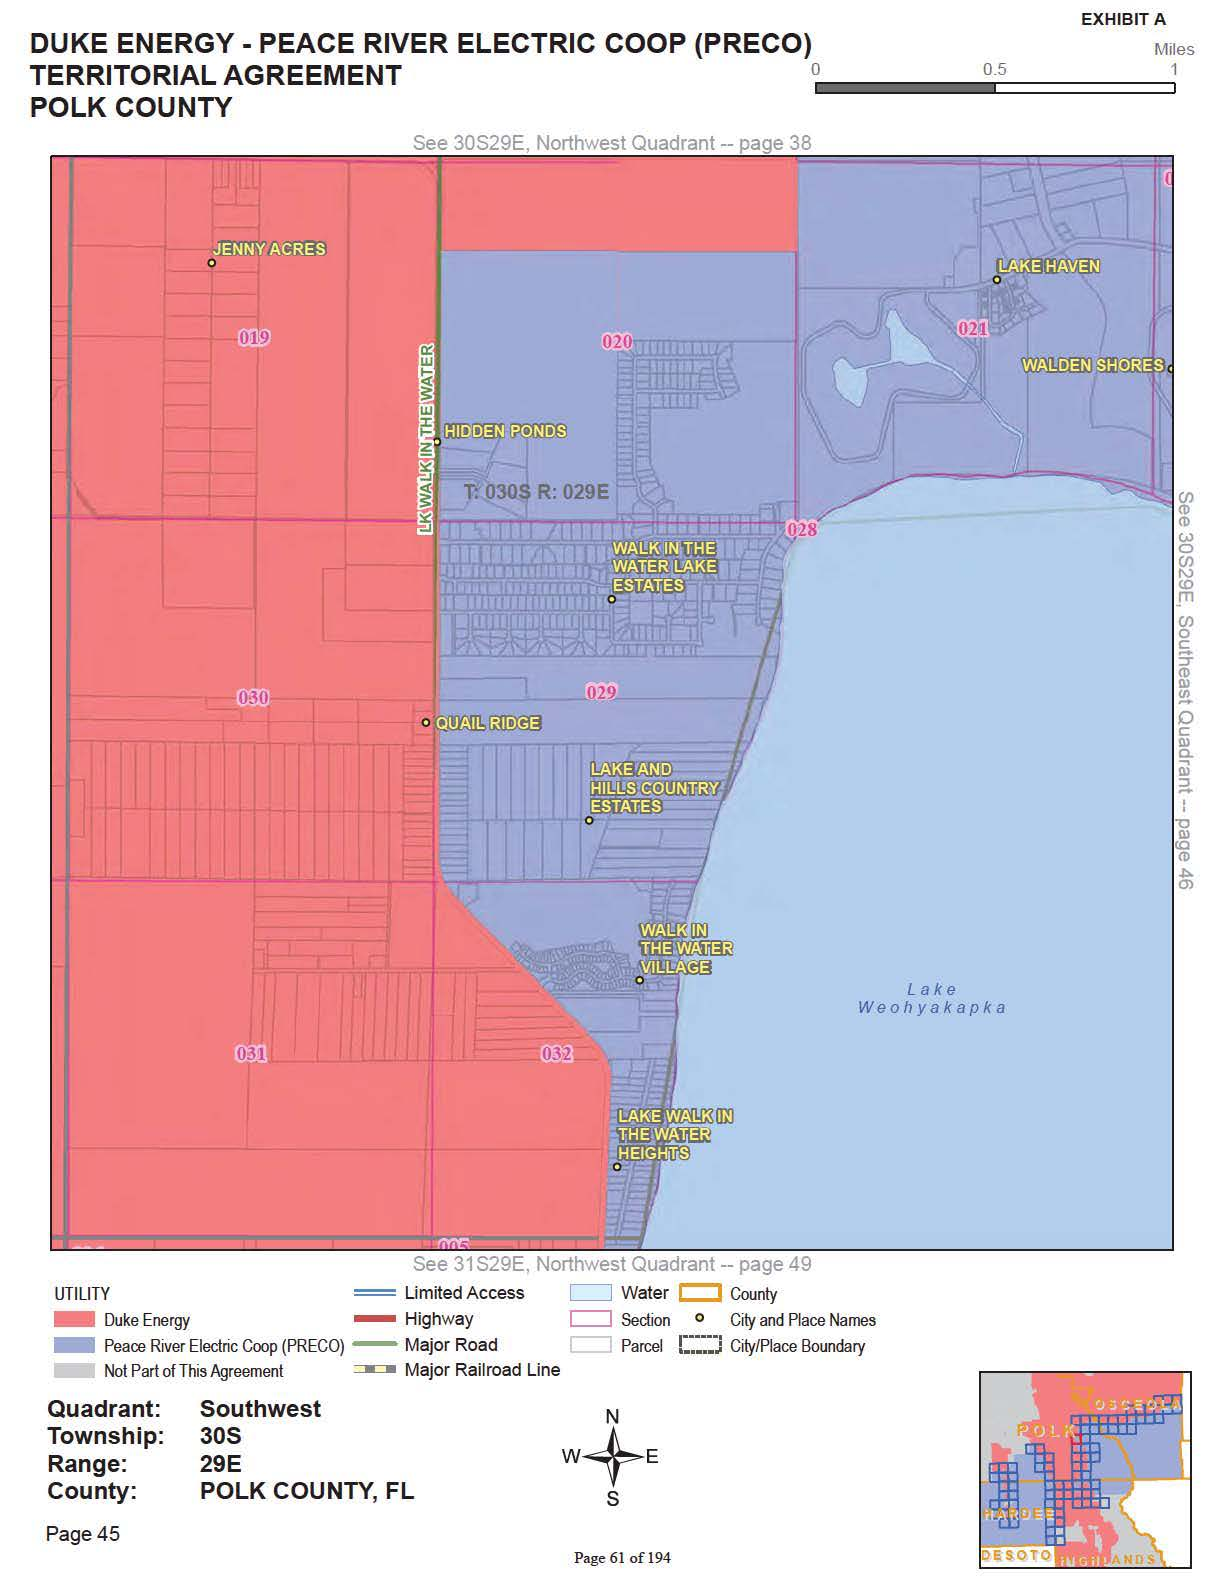 EXHIBIT A
DUKE ENERGY - PEACE RIVER ELECTRIC COOP (PRECO)
TERRITORIAL AGREEMENT
POLK COUNTY
Miles
0 0.5 1
See 30S29E, Northwest Quadrant -- page 38
JENNY ACRES
LAKE HAVEN
019
020
021
WALDEN SHORES
LK WALK IN THE WATER
HIDDEN PONDS
T: 030S R: 029E
028
WALK IN THE
WATER LAKE
ESTATES
See 30S29E, Southeast Quadrant -- page 46
030
029
QUAIL RIDGE
LAKE AND
HILLS COUNTRY
ESTATES
WALK IN
THE WATER
VILLAGE
Lake
Weohyakapka
031
032
LAKE WALK IN
THE WATER
HEIGHTS
005
See 31S29E, Northwest Quadrant -- page 49
UTILITY
Duke Energy
Peace River Electric Coop (PRECO)
Not Part of This Agreement
Limited Access
Highway
Major Road
Major Railroad Line
Water
Section
Parcel
County
City and Place Names
City/Place Boundary
Quadrant: Southwest
Township: 30S
Range: 29E
County: POLK COUNTY, FL
Page 45
N
W E
S
Page 61 of 194
OSCEOLA
POLK
HARDEE
DESOTO
HIGHLANDS